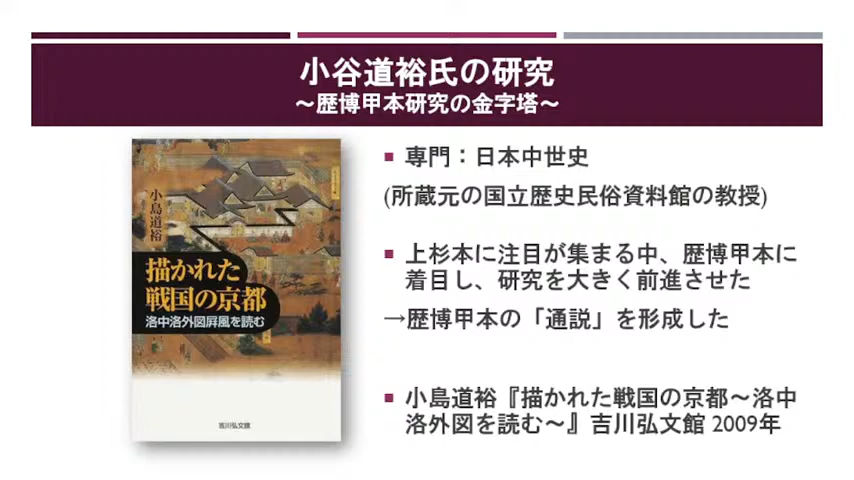 小谷道裕氏の研究
~歴博甲本研究の金字塔~
小島道裕
描かれた
戦国の京都
洛中洛外図屛風を読む
吉川弘文館
■ 専門:日本中世史
(所蔵元の国立歴史民俗資料館の教授)
■ 上杉本に注目が集まる中、歴博甲本に
着目し、研究を大きく前進させた
→歴博甲本の「通説」を形成した
■ 小島道裕『描かれた戦国の京都~洛中
洛外図を読む~』吉川弘文館 2009年